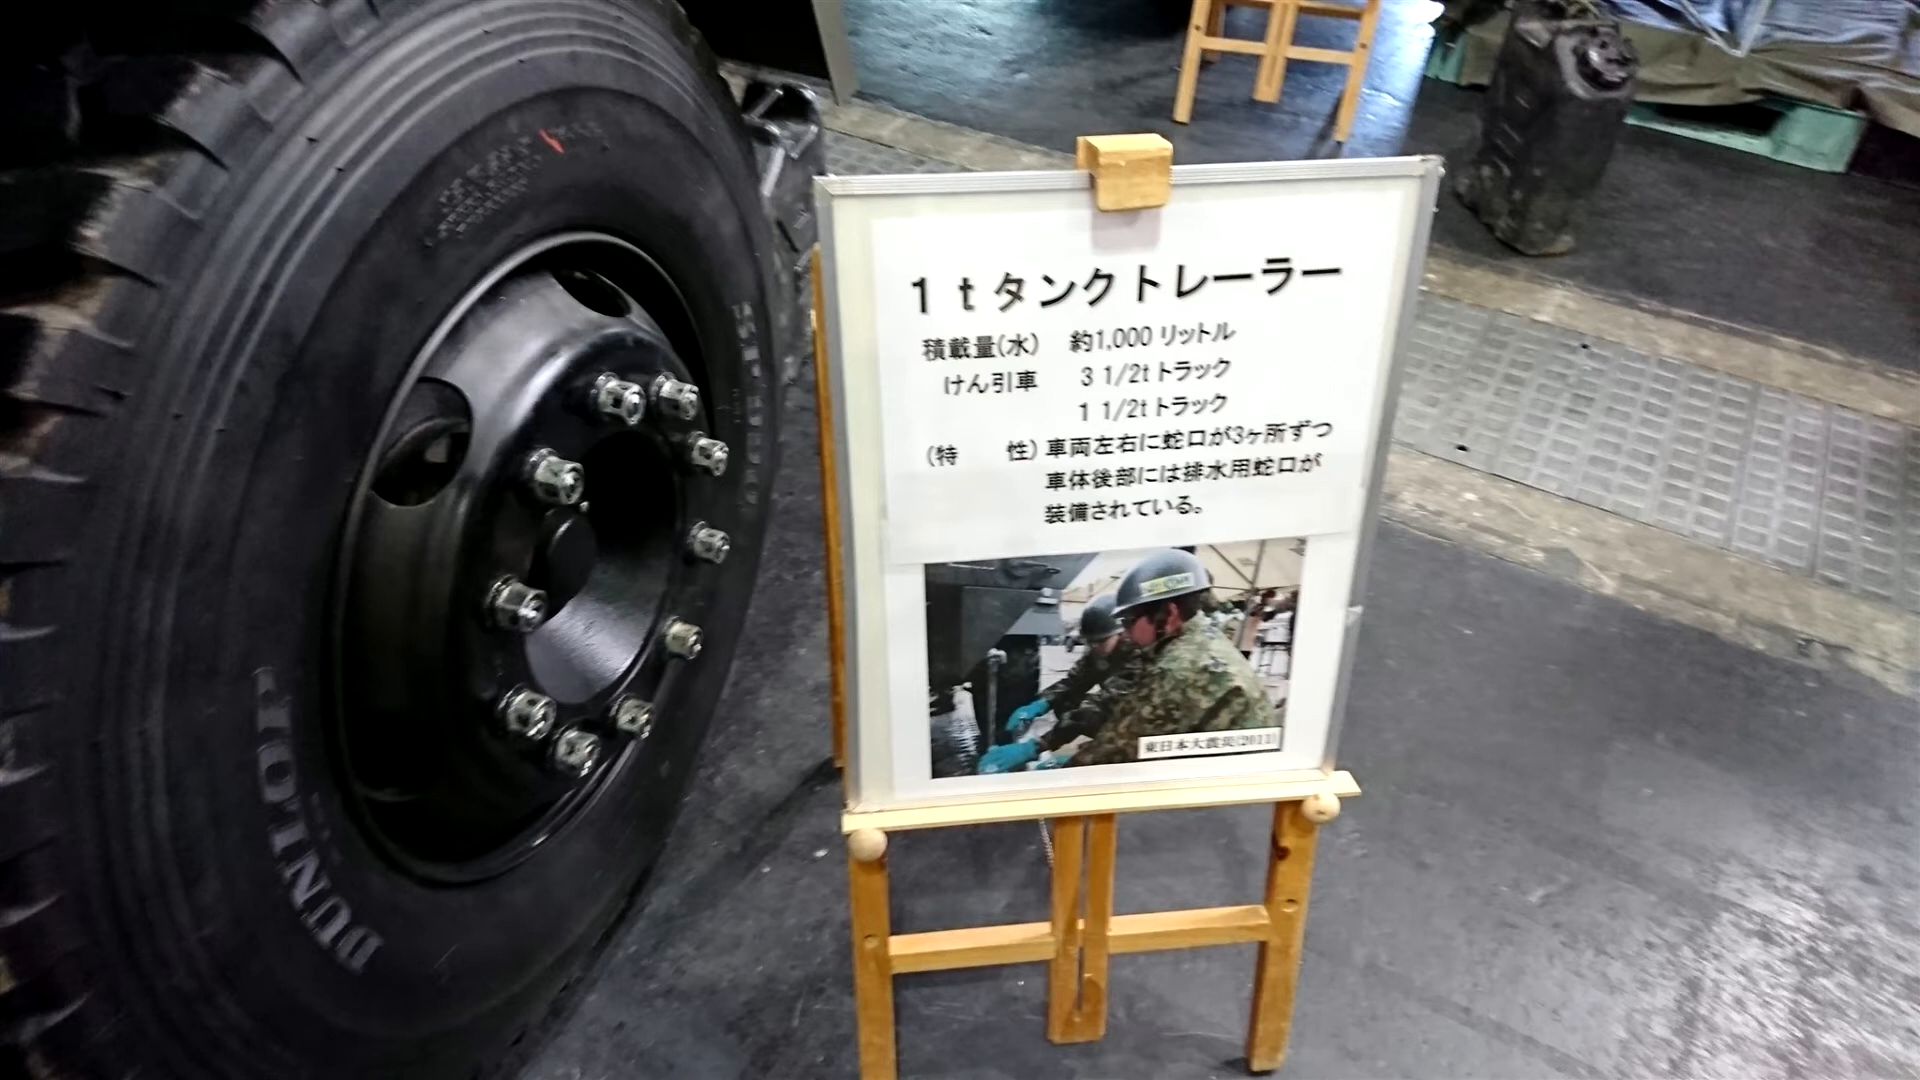 1tタンクトレーラー
積載量(水) 約1,000リットル
けん引車 3 1/2tトラック
1 1/2tトラック
(特 性)車両左右に蛇口が3ヶ所ずつ
車体後部には排水用蛇口が
装備されている。
東日本大震災(2011)
DUNLOP